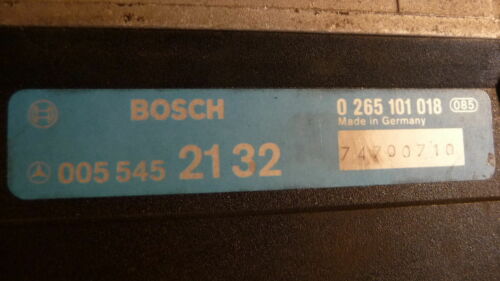 BOSCH 0 265 101 018 085
Made in Germany
005 545 21 32 74700710